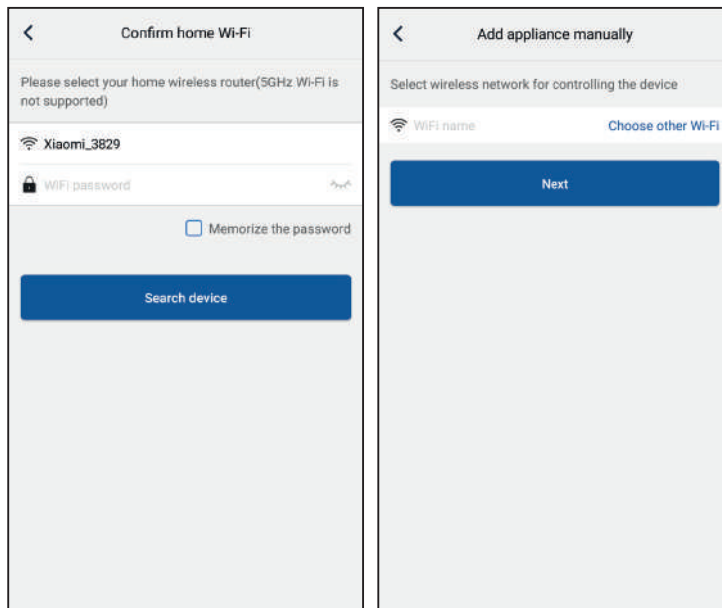 Confirm home Wi-Fi
Please select your home wireless router(5GHz Wi-Fi is
not supported)
Xiaomi_3829
WiFi password
Memorize the password
Search device
Add appliance manually
Select wireless network for controlling the device
WiFi name Choose other Wi-Fi
Next